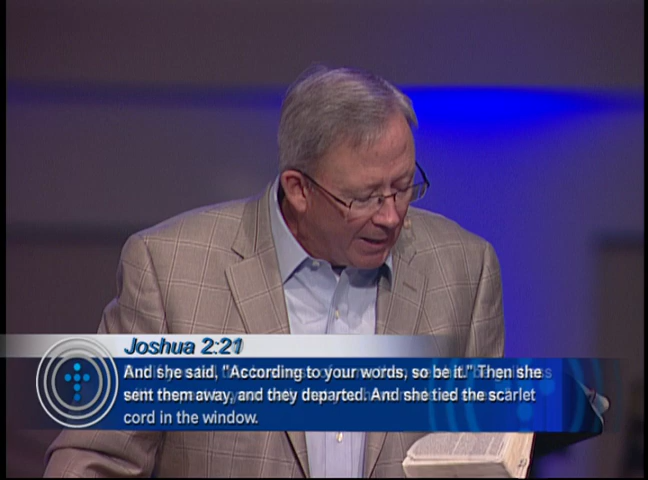 Joshua 2:21
And she said, "According to your words, so be it." Then she
sent them away, and they departed. And she tied the scarlet
cord in the window.